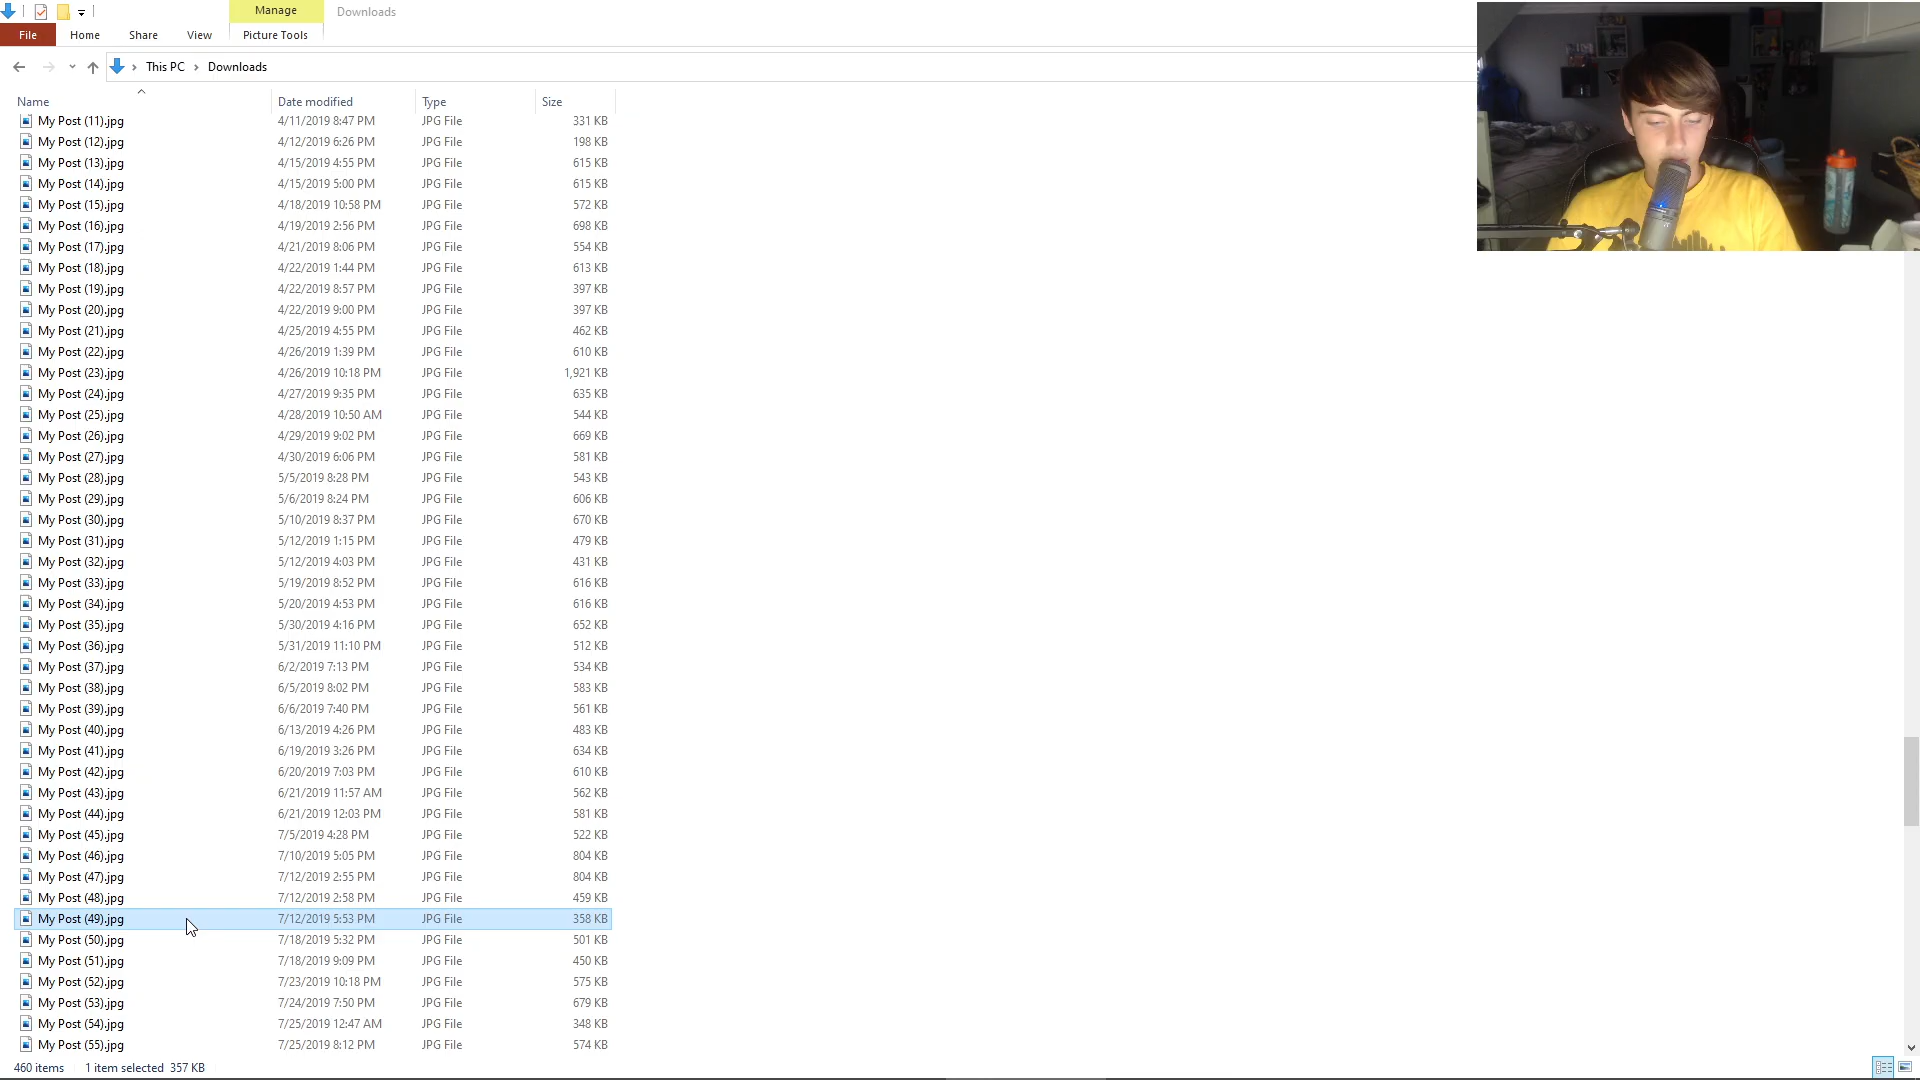 Manage
Downloads
File
Home
Share
View
Picture Tools
This PC
Downloads
Name
Date modified
Type
Size
My Post (11).jpg 4/11/2019 8:47 PM JPG File 331 KB
My Post (12).jpg 4/12/2019 6:26 PM JPG File 198 KB
My Post (13).jpg 4/15/2019 4:55 PM JPG File 615 KB
My Post (14).jpg 4/15/2019 5:00 PM JPG File 615 KB
My Post (15).jpg 4/18/2019 10:58 PM JPG File 572 KB
My Post (16).jpg 4/19/2019 2:56 PM JPG File 698 KB
My Post (17).jpg 4/21/2019 8:06 PM JPG File 554 KB
My Post (18).jpg 4/22/2019 1:44 PM JPG File 613 KB
My Post (19).jpg 4/22/2019 8:57 PM JPG File 397 KB
My Post (20).jpg 4/22/2019 9:00 PM JPG File 397 KB
My Post (21).jpg 4/25/2019 4:55 PM JPG File 462 KB
My Post (22).jpg 4/26/2019 1:39 PM JPG File 610 KB
My Post (23).jpg 4/26/2019 10:18 PM JPG File 1,921 KB
My Post (24).jpg 4/27/2019 9:35 PM JPG File 635 KB
My Post (25).jpg 4/28/2019 10:50 AM JPG File 544 KB
My Post (26).jpg 4/29/2019 9:02 PM JPG File 669 KB
My Post (27).jpg 4/30/2019 6:06 PM JPG File 581 KB
My Post (28).jpg 5/5/2019 8:28 PM JPG File 543 KB
My Post (29).jpg 5/6/2019 8:24 PM JPG File 606 KB
My Post (30).jpg 5/10/2019 8:37 PM JPG File 670 KB
My Post (31).jpg 5/12/2019 1:15 PM JPG File 479 KB
My Post (32).jpg 5/12/2019 4:03 PM JPG File 431 KB
My Post (33).jpg 5/19/2019 8:52 PM JPG File 616 KB
My Post (34).jpg 5/20/2019 4:53 PM JPG File 616 KB
My Post (35).jpg 5/30/2019 4:16 PM JPG File 652 KB
My Post (36).jpg 5/31/2019 11:10 PM JPG File 512 KB
My Post (37).jpg 6/2/2019 7:13 PM JPG File 534 KB
My Post (38).jpg 6/5/2019 8:02 PM JPG File 583 KB
My Post (39).jpg 6/6/2019 7:40 PM JPG File 561 KB
My Post (40).jpg 6/13/2019 4:26 PM JPG File 483 KB
My Post (41).jpg 6/19/2019 3:26 PM JPG File 634 KB
My Post (42).jpg 6/20/2019 7:03 PM JPG File 610 KB
My Post (43).jpg 6/21/2019 11:57 AM JPG File 562 KB
My Post (44).jpg 6/21/2019 12:03 PM JPG File 581 KB
My Post (45).jpg 7/5/2019 4:28 PM JPG File 522 KB
My Post (46).jpg 7/10/2019 5:05 PM JPG File 804 KB
My Post (47).jpg 7/12/2019 2:55 PM JPG File 804 KB
My Post (48).jpg 7/12/2019 2:58 PM JPG File 459 KB
My Post (49).jpg 7/12/2019 5:53 PM JPG File 358 KB
My Post (50).jpg 7/18/2019 5:32 PM JPG File 501 KB
My Post (51).jpg 7/18/2019 9:09 PM JPG File 450 KB
My Post (52).jpg 7/23/2019 10:18 PM JPG File 575 KB
My Post (53).jpg 7/24/2019 7:50 PM JPG File 679 KB
My Post (54).jpg 7/25/2019 12:47 AM JPG File 348 KB
My Post (55).jpg 7/25/2019 8:12 PM JPG File 574 KB
460 items 1 item selected 357 KB